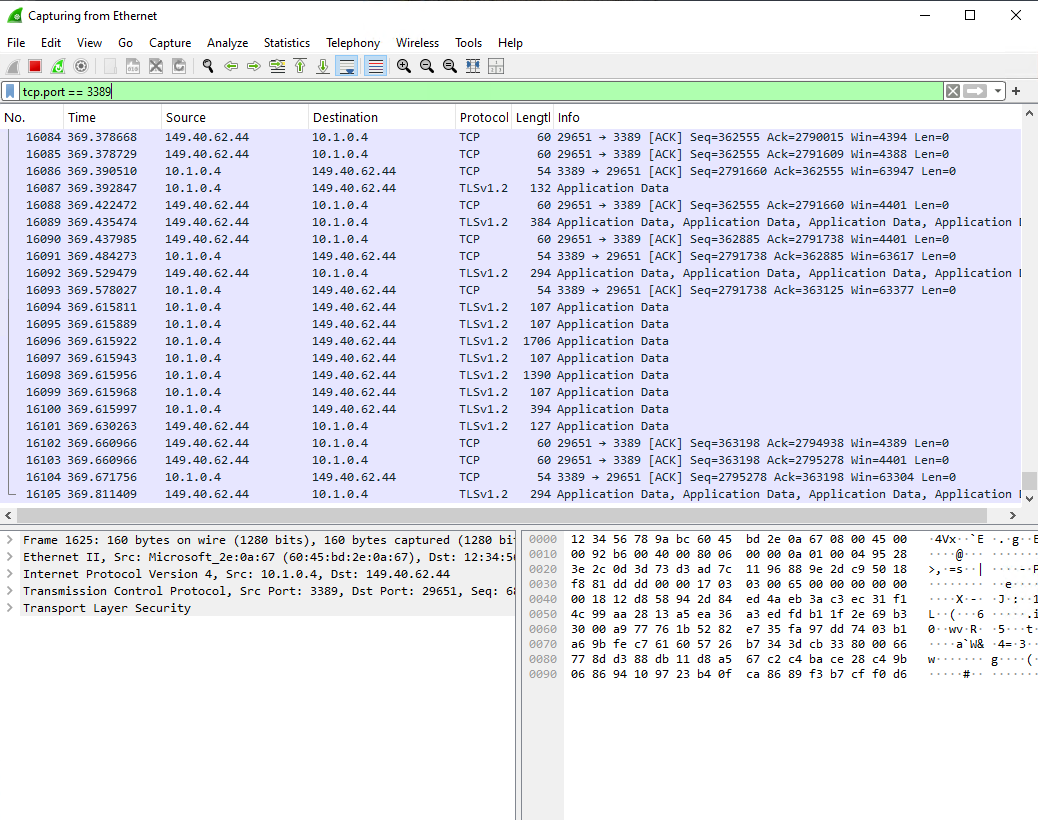 Capturing from Ethernet
File Edit View Go Capture Analyze Statistics Telephony Wireless Tools Help
tcp.port == 3389
No. Time Source Destination Protocol Lengtl Info
16084 369.378668 149.40.62.44 10.1.0.4 TCP 60 29651 → 3389 [ACK] Seq=362555 Ack=2790015 Win=4394 Len=0
16085 369.378729 149.40.62.44 10.1.0.4 TCP 60 29651 → 3389 [ACK] Seq=362555 Ack=2791609 Win=4388 Len=0
16086 369.390510 10.1.0.4 149.40.62.44 TCP 54 3389 → 29651 [ACK] Seq=2791660 Ack=362555 Win=63947 Len=0
16087 369.392847 10.1.0.4 149.40.62.44 TLSv1.2 132 Application Data
16088 369.422472 149.40.62.44 10.1.0.4 TCP 60 29651 → 3389 [ACK] Seq=362555 Ack=2791660 Win=4401 Len=0
16089 369.435474 149.40.62.44 10.1.0.4 TLSv1.2 384 Application Data, Application Data, Application Data, Application
16090 369.437985 149.40.62.44 10.1.0.4 TCP 60 29651 → 3389 [ACK] Seq=362885 Ack=2791738 Win=4401 Len=0
16091 369.484273 10.1.0.4 149.40.62.44 TCP 54 3389 → 29651 [ACK] Seq=2791738 Ack=362885 Win=63617 Len=0
16092 369.529479 149.40.62.44 10.1.0.4 TLSv1.2 294 Application Data, Application Data, Application Data, Application
16093 369.578027 10.1.0.4 149.40.62.44 TCP 54 3389 → 29651 [ACK] Seq=2791738 Ack=363125 Win=63377 Len=0
16094 369.615811 10.1.0.4 149.40.62.44 TLSv1.2 107 Application Data
16095 369.615889 10.1.0.4 149.40.62.44 TLSv1.2 107 Application Data
16096 369.615922 10.1.0.4 149.40.62.44 TLSv1.2 1706 Application Data
16097 369.615943 10.1.0.4 149.40.62.44 TLSv1.2 107 Application Data
16098 369.615956 10.1.0.4 149.40.62.44 TLSv1.2 1390 Application Data
16099 369.615968 10.1.0.4 149.40.62.44 TLSv1.2 107 Application Data
16100 369.615997 10.1.0.4 149.40.62.44 TLSv1.2 394 Application Data
16101 369.630263 149.40.62.44 10.1.0.4 TLSv1.2 127 Application Data
16102 369.660966 149.40.62.44 10.1.0.4 TCP 60 29651 → 3389 [ACK] Seq=363198 Ack=2794938 Win=4389 Len=0
16103 369.660966 149.40.62.44 10.1.0.4 TCP 60 29651 → 3389 [ACK] Seq=363198 Ack=2795278 Win=4401 Len=0
16104 369.671756 10.1.0.4 149.40.62.44 TCP 54 3389 → 29651 [ACK] Seq=2795278 Ack=363198 Win=63304 Len=0
16105 369.811409 149.40.62.44 10.1.0.4 TLSv1.2 294 Application Data, Application Data, Application Data, Application
Frame 1625: 160 bytes on wire (1280 bits), 160 bytes captured (1280 bi
Ethernet II, Src: Microsoft_2e:0a:67 (60:45:bd:2e:0a:67), Dst: 12:34:56
Internet Protocol Version 4, Src: 10.1.0.4, Dst: 149.40.62.44
Transmission Control Protocol, Src Port: 3389, Dst Port: 29651, Seq: 68
Transport Layer Security
0000 12 34 56 78 9a bc 60 45 bd 2e 0a 67 08 00 45 00 ·4Vx··`E ·.·g··E·
0010 00 92 b6 00 40 00 80 06 00 00 0a 01 00 04 95 28 ····@···
0020 3e 2c 0d 3d 73 d3 ad 7c 11 96 88 9e 2d c9 50 18 >,·=s··| ····-·P
0030 f8 81 dd dd 00 00 17 03 03 00 65 00 00 00 00 00 ········ ··e·····
0040 00 18 12 d8 58 94 2d 84 ed 4a eb 3a c3 ec 31 f1 ····X·-· ·J·:··1
0050 4c 99 aa 28 13 a5 ea 36 a3 ed fd b1 1f 2e 69 b3 L··(···6 ·····.i
0060 30 00 a9 77 76 1b 52 82 e7 35 fa 97 dd 74 03 b1 0··wv·R· ·5···t
0070 a6 9b fe c7 61 60 57 26 b7 34 3d cb 33 80 00 66 ····a`W& ·4=·3··
0080 77 8d d3 88 db 11 d8 a5 67 c2 c4 ba ce 28 c4 9b w······· g····(·
0090 06 86 94 10 97 23 b4 0f ca 86 89 f3 b7 cf f0 d6 ·····#·· ·······